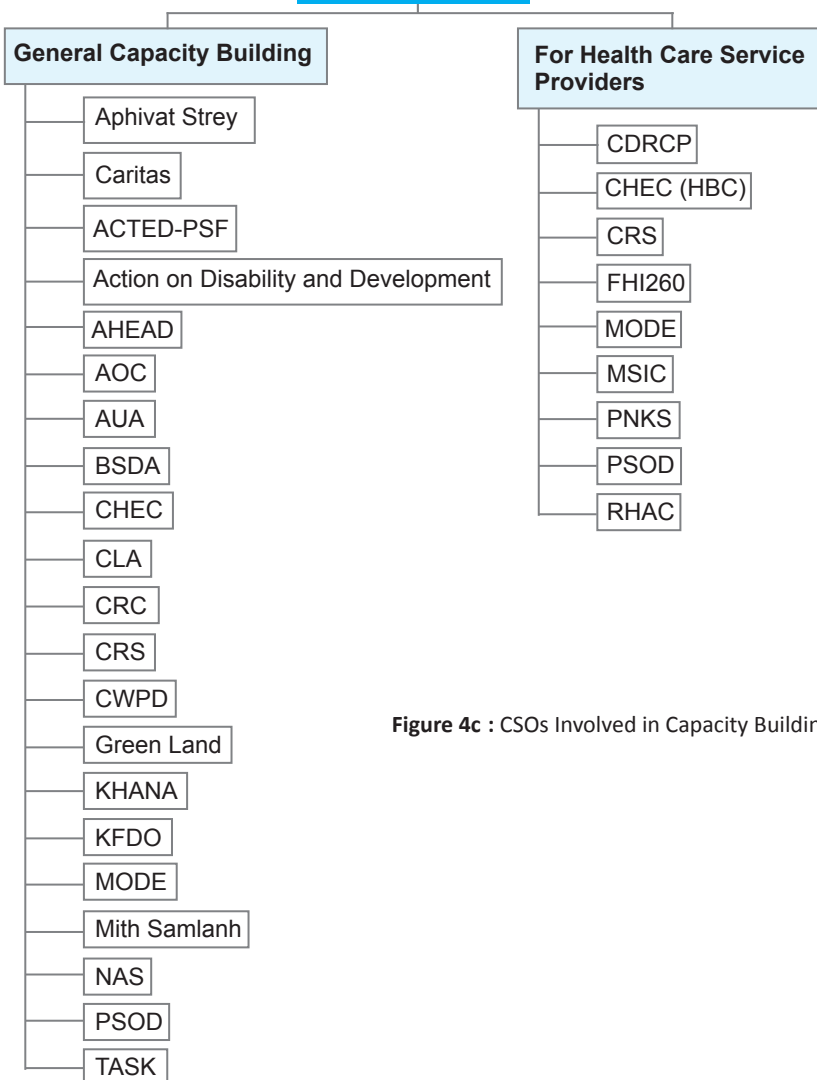 General Capacity Building
Aphivat Strey
Caritas
ACTED-PSF
Action on Disability and Development
AHEAD
AOC
AUA
BSDA
CHEC
CLA
CRC
CRS
CWPD
Green Land
KHANA
KFDO
MODE
Mith Samlanh
NAS
PSOD
TASK
For Health Care Service
Providers
CDRCP
CHEC (HBC)
CRS
FHI260
MODE
MSIC
PNKS
PSOD
RHAC
Figure 4c : CSOs Involved in Capacity Buildin